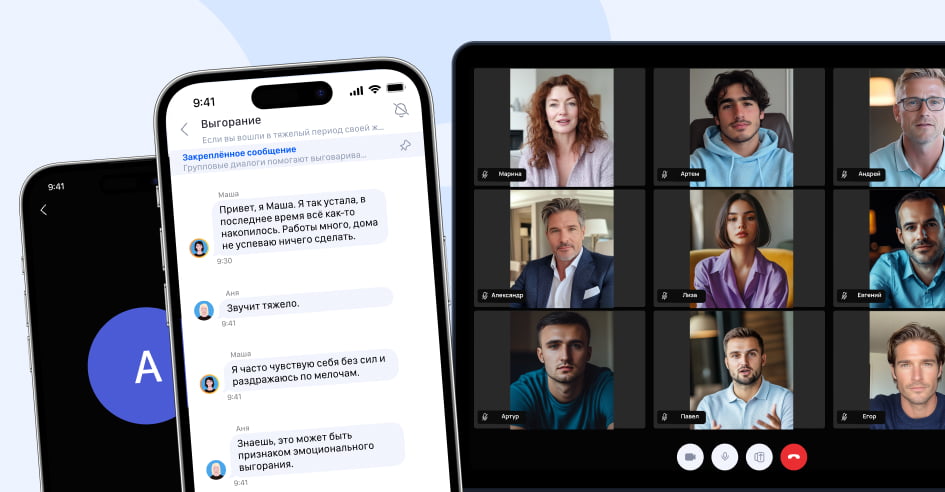 9:41
A
9:41
Выгорание
Если вы вошли в тяжелый период своей ж...
Закреплённое сообщение
Групповые диалоги помогают выговарива...
Маша
Привет, я Маша. Я так устала, в
последнее время всё как-то
накопилось. Работы много, дома
не успеваю ничего сделать.
9:30
Аня
Звучит тяжело.
9:41
Маша
Я часто чувствую себя без сил и
раздражаюсь по мелочам.
9:41
Аня
Знаешь, это может быть
признаком эмоционального
выгорания.
9:41
Марина
Артем
Андрей
Александр
Лиза
Евгений
Артур
Павел
Егор